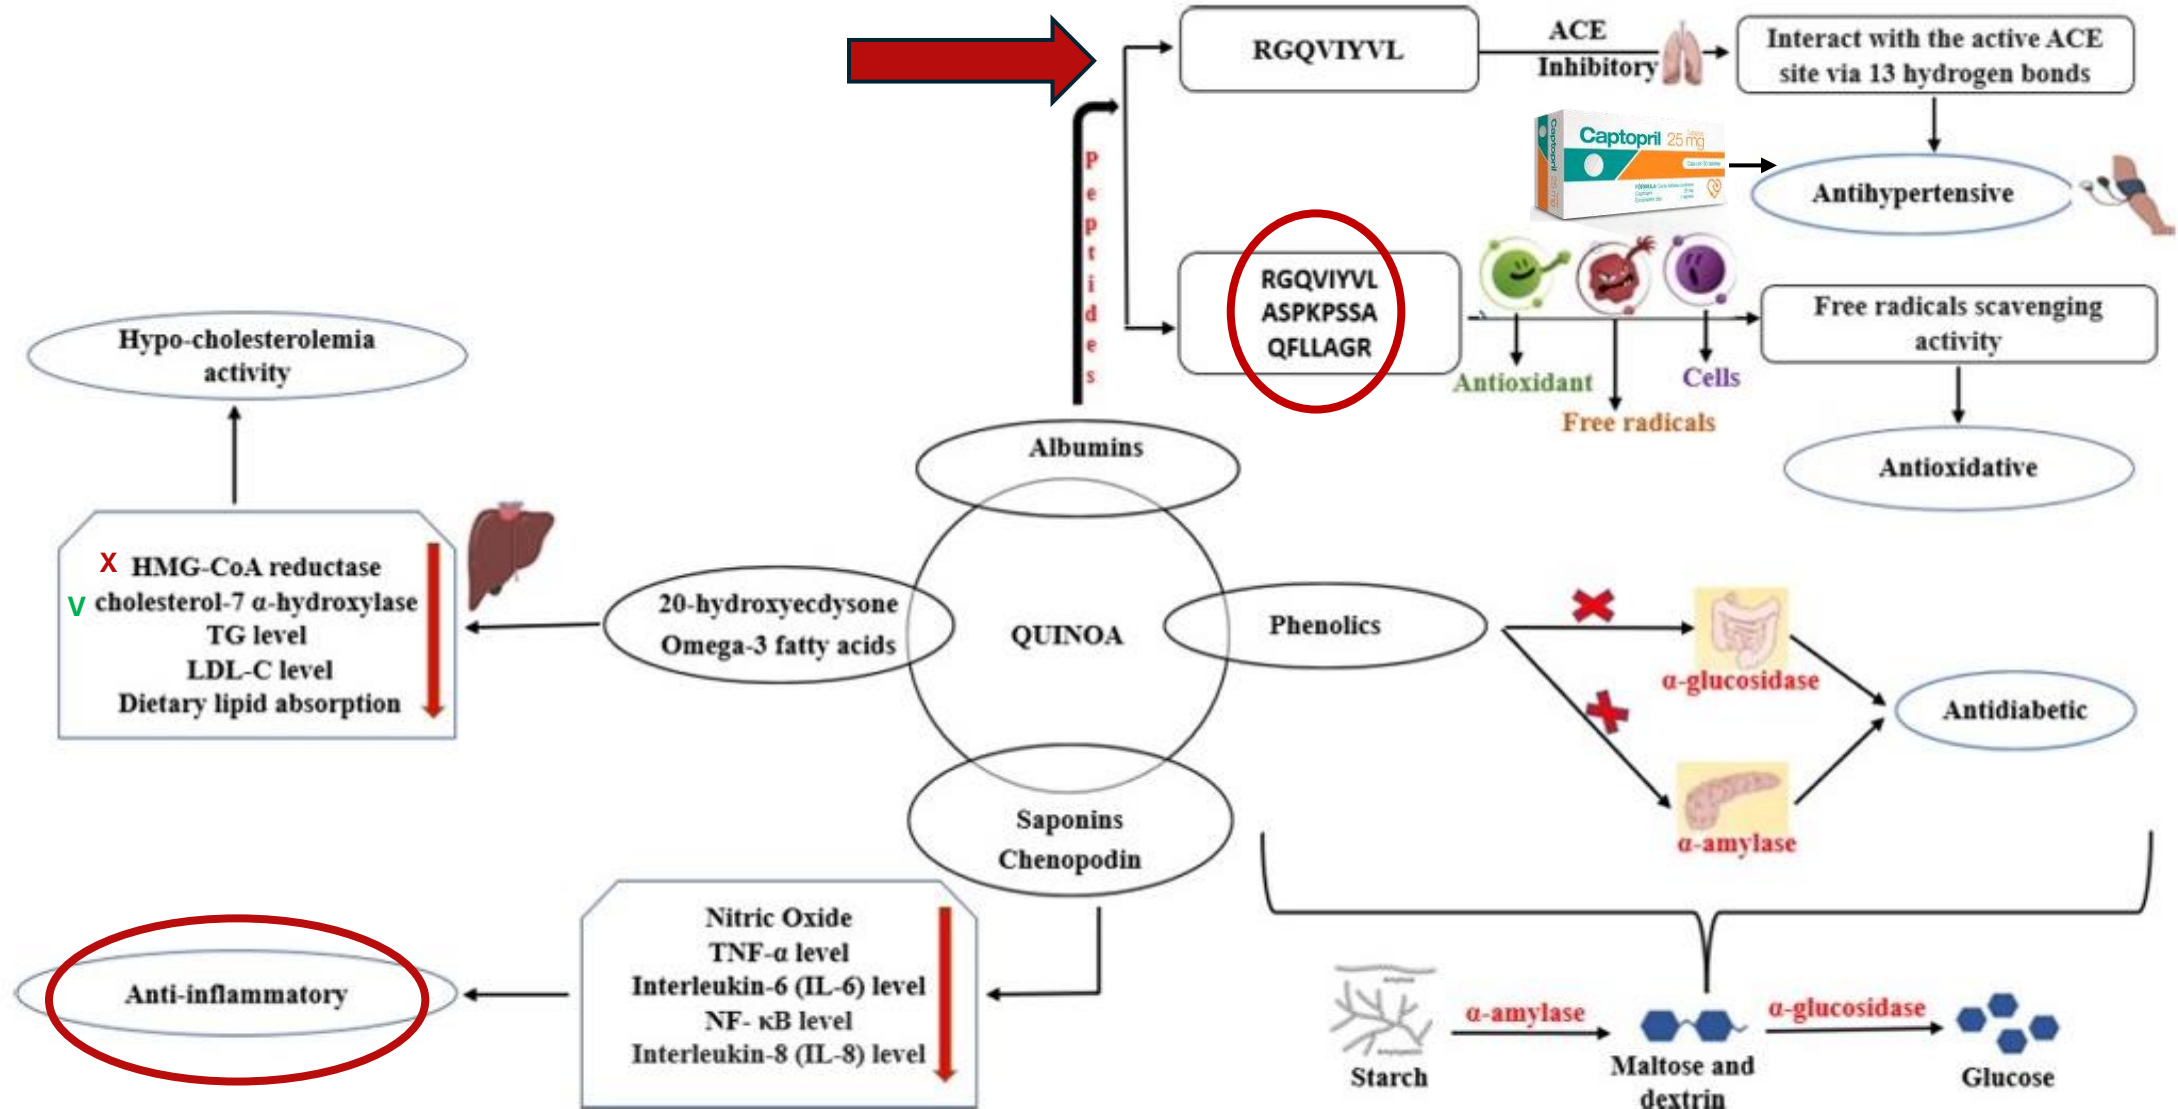 RGQVIYVL
ACE
Inhibitory
Interact with the active ACE
site via 13 hydrogen bonds
Captopril 25 mg
Captopril
25 mg
Antihypertensive
Peptides
RGQVIYVL
ASPKPSSA
QFLLAGR
Antioxidant
Free radicals
Cells
Free radicals scavenging
activity
Antioxidative
Hypo-cholesterolemia
activity
X HMG-CoA reductase
V cholesterol-7 α-hydroxylase
TG level
LDL-C level
Dietary lipid absorption
20-hydroxyecdysone
Omega-3 fatty acids
Albumins
QUINOA
Phenolics
Saponins
Chenopodin
α-glucosidase
α-amylase
Antidiabetic
Nitric Oxide
TNF-α level
Interleukin-6 (IL-6) level
NF- κB level
Interleukin-8 (IL-8) level
Anti-inflammatory
Starch
α-amylase
Maltose and
dextrin
α-glucosidase
Glucose